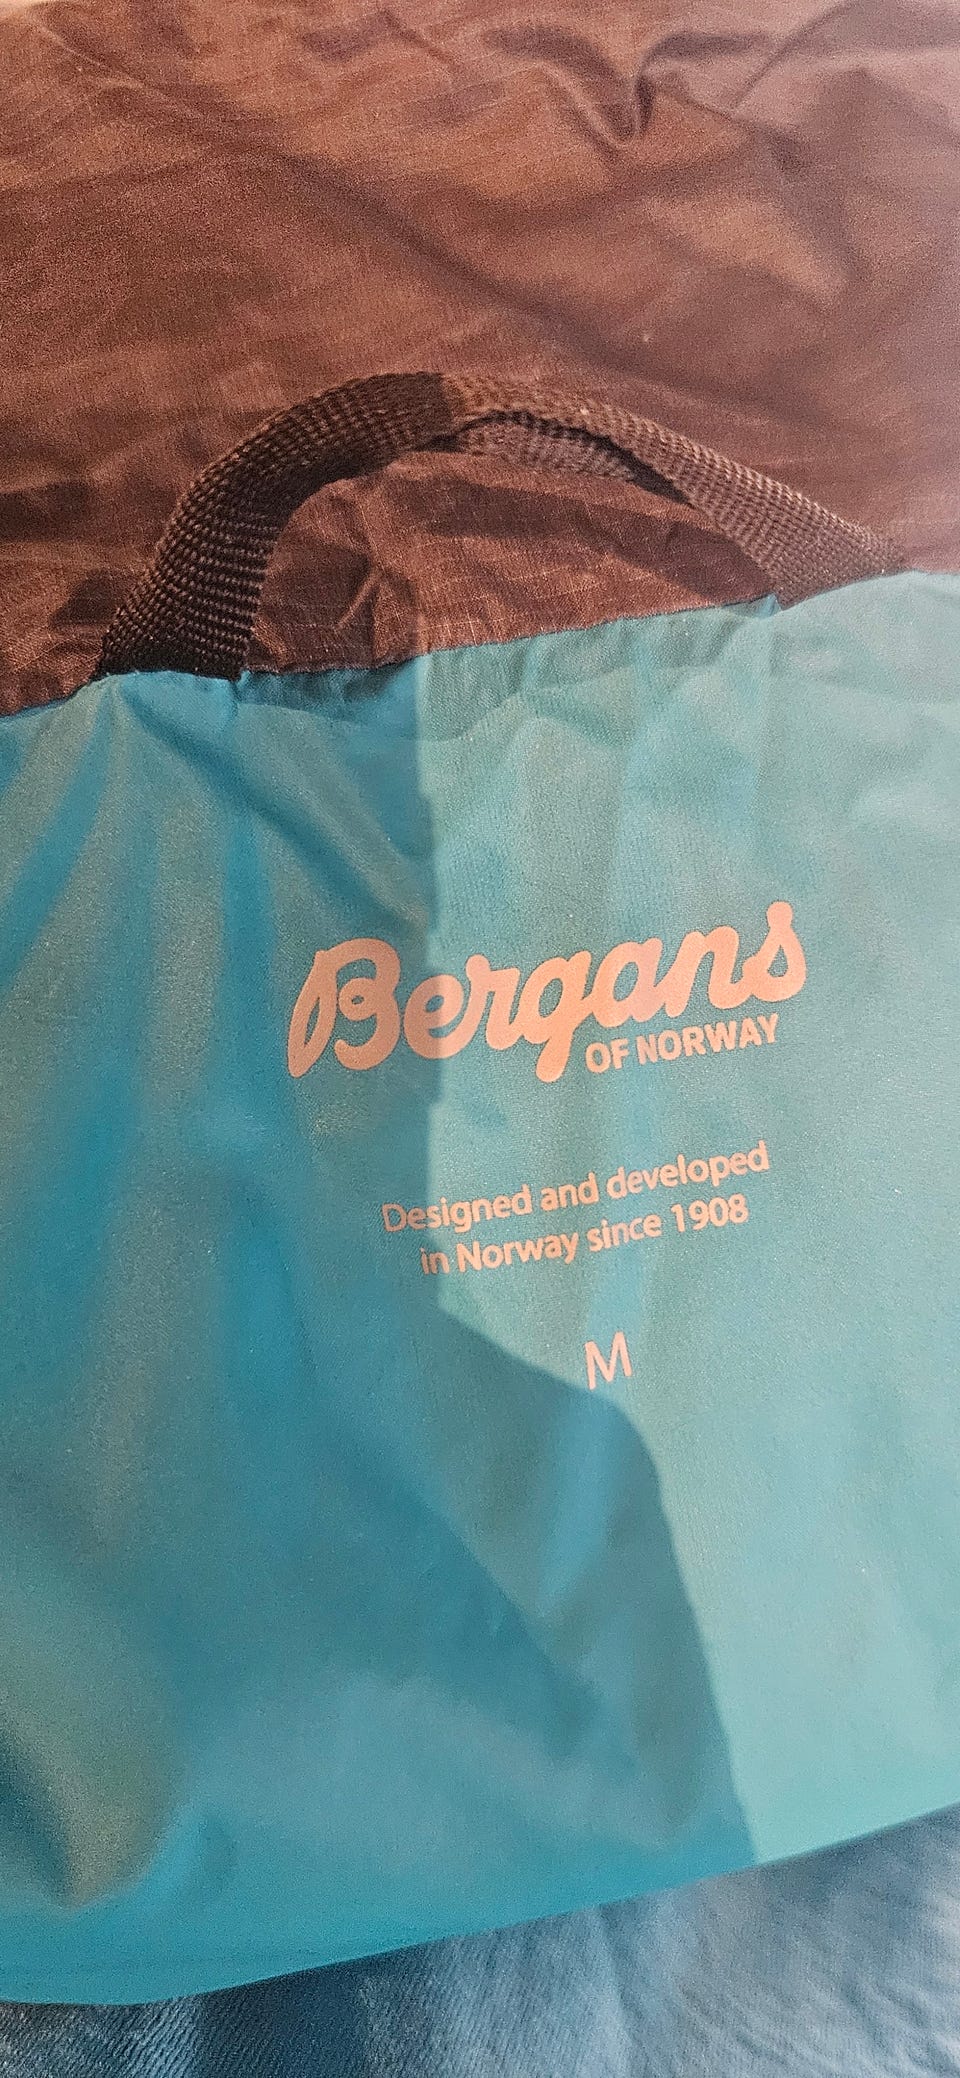 Bergans
OF NORWAY
Designed and developed
in Norway since 1908
M